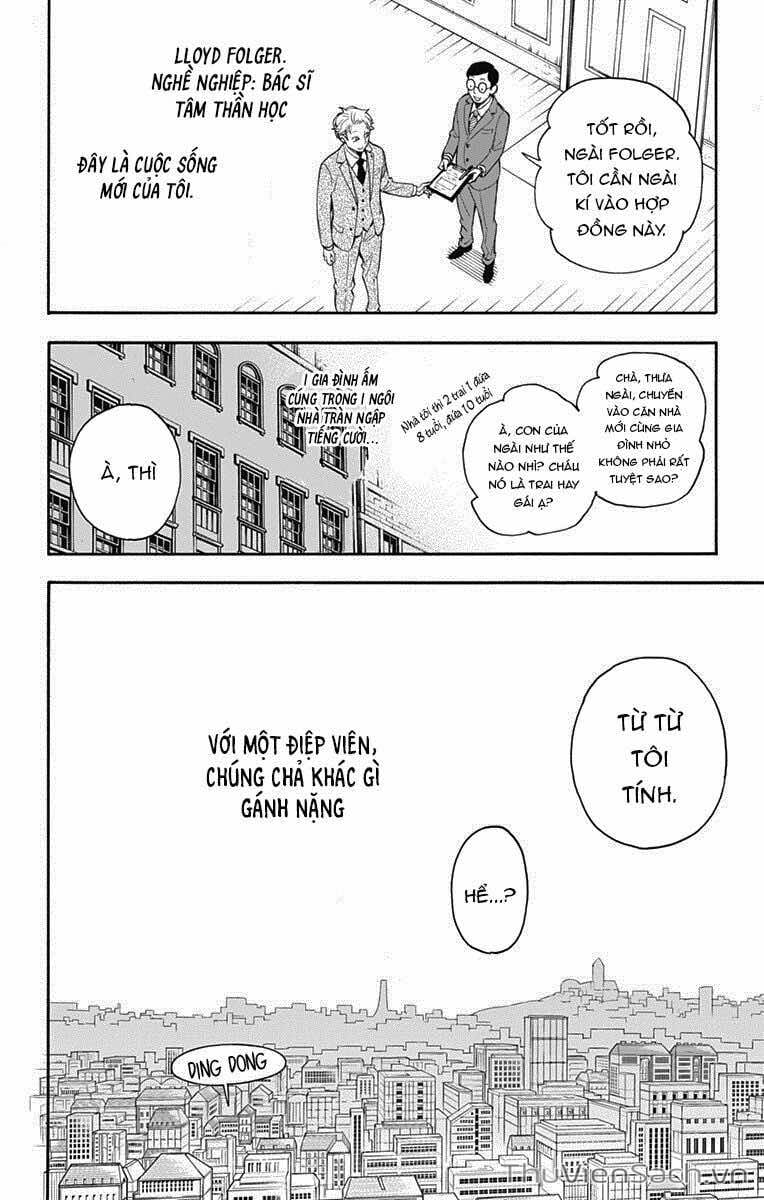 TỐT RỒI,
NGÀI FOLGER.
TÔI CẦN NGÀI
KÍ VÀO HỢP
ĐỒNG NÀY.
LLOYD FOLGER.
NGHỀ NGHIỆP: BÁC SĨ
TÂM THẦN HỌC
ĐÂY LÀ CUỘC SỐNG
MỚI CỦA TÔI.
CHÀ, THƯA
NGÀI, CHUYỂN
VÀO CĂN NHÀ
MỚI CÙNG GIA
ĐÌNH NHỎ
KHÔNG PHẢI RẤT
TUYỆT SAO?
À, CON CỦA
NGÀI NHƯ THẾ
NÀO NHỈ? CHÁU
NÓ LÀ TRAI HAY
GÁI Ạ?
Nhà tôi thì 2 trai 1 đứa
8 tuổi, đứa 10 tuổi
1 GIA ĐÌNH ẤM
CÚNG TRONG 1 NGÔI
NHÀ TRÀN NGẬP
TIẾNG CƯỜI...
À, THÌ
TỪ TỪ
TÔI
TÍNH.
VỚI MỘT ĐIỆP VIÊN,
CHÚNG CHẢ KHÁC GÌ
GÁNH NẶNG
HỂ...?
DING DONG
ThuVienSach.vn